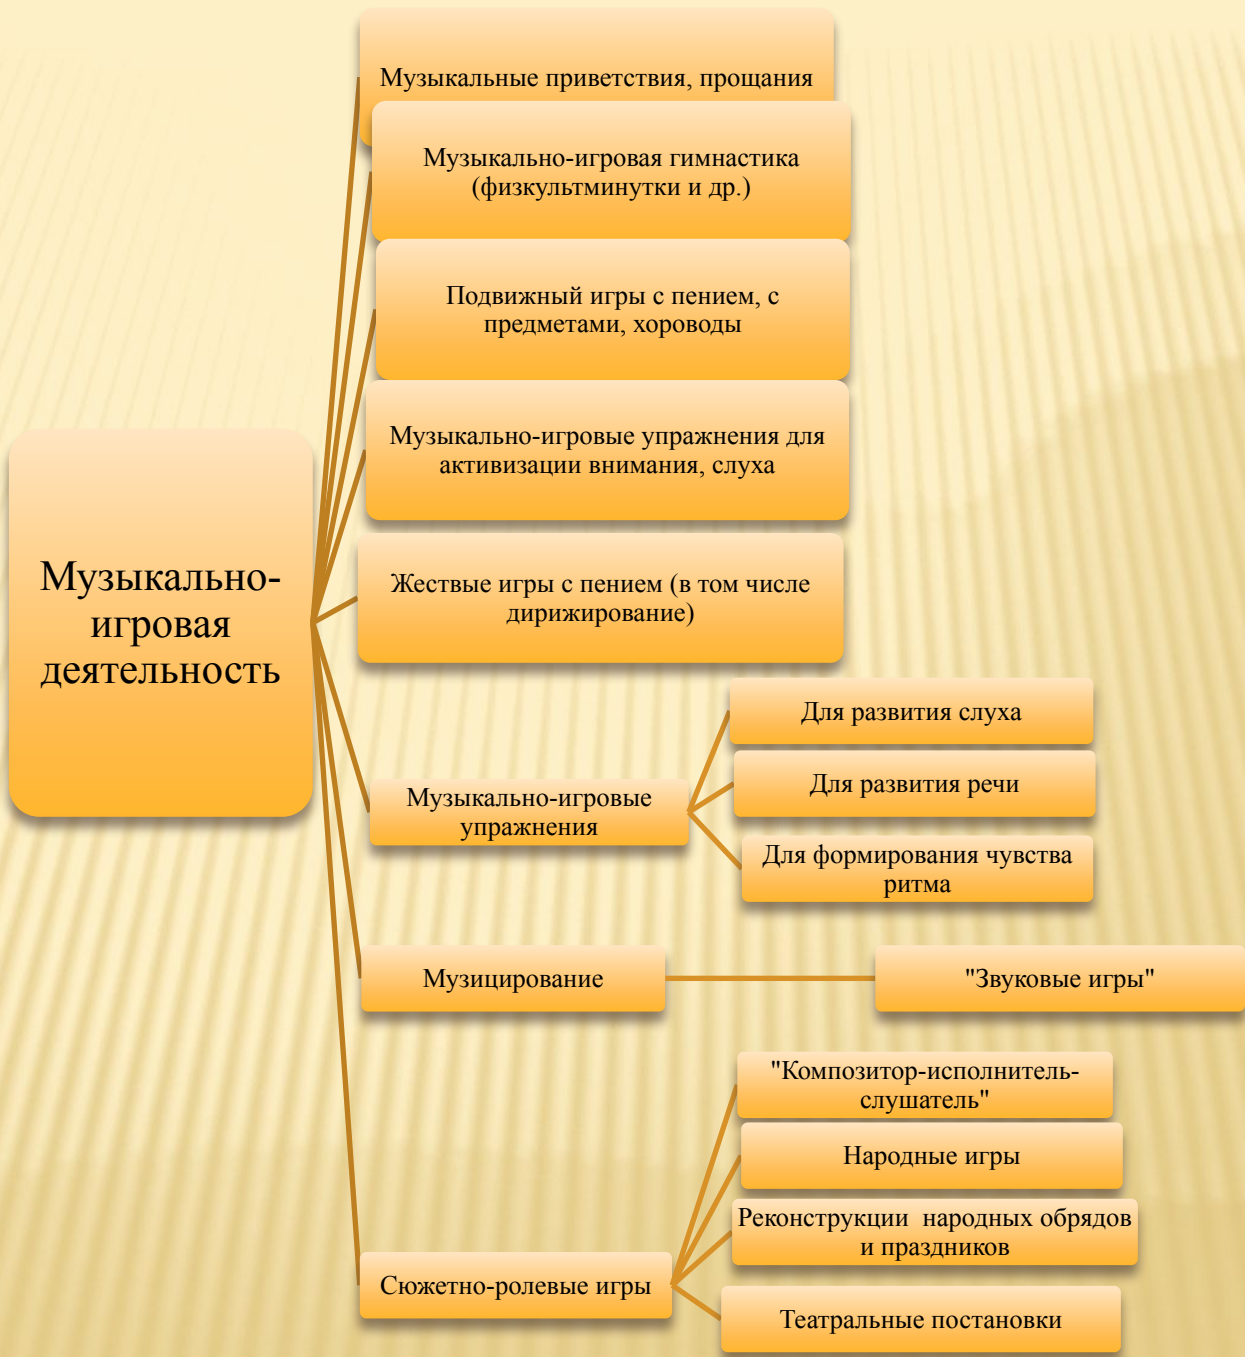 Музыкальные приветствия, прощания
Музыкально-игровая гимнастика
(физкультминутки и др.)
Подвижный игры с пением, с
предметами, хороводы
Музыкально-игровые упражнения для
активизации внимания, слуха
Музыкально-
игровая
деятельность
Жествые игры с пением (в том числе
дирижирование)
Музыкально-игровые
упражнения
Для развития слуха
Для развития речи
Для формирования чувства
ритма
Музицирование
"Звуковые игры"
Сюжетно-ролевые игры
"Композитор-исполнитель-
слушатель"
Народные игры
Реконструкции  народных обрядов
и праздников
Театральные постановки